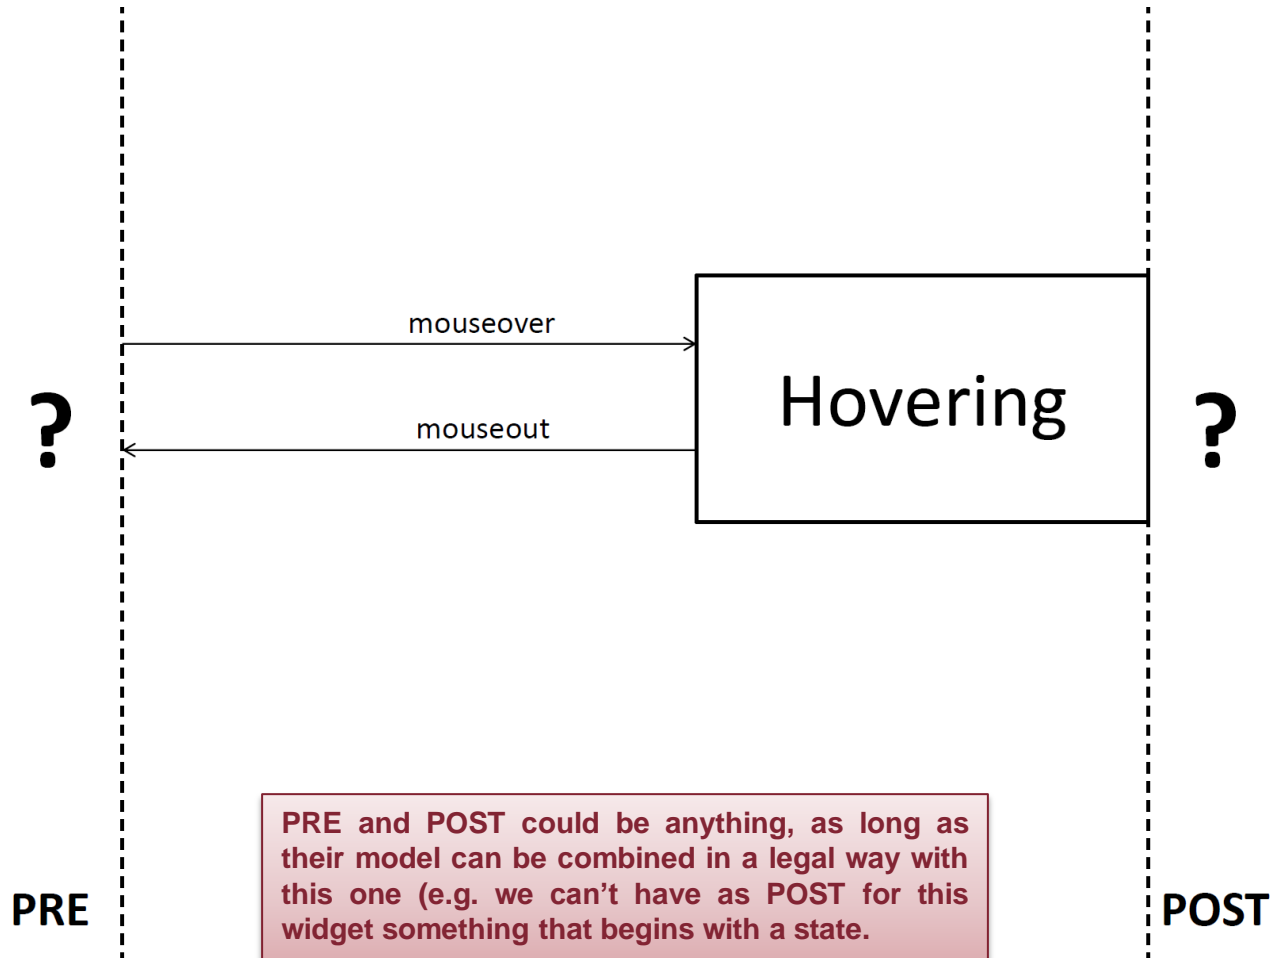 mouseover
Hovering
?
mouseout
?
PRE and POST could be anything, as long as
their model can be combined in a legal way with
this one (e.g. we can’t have as POST for this
widget something that begins with a state.
PRE
POST